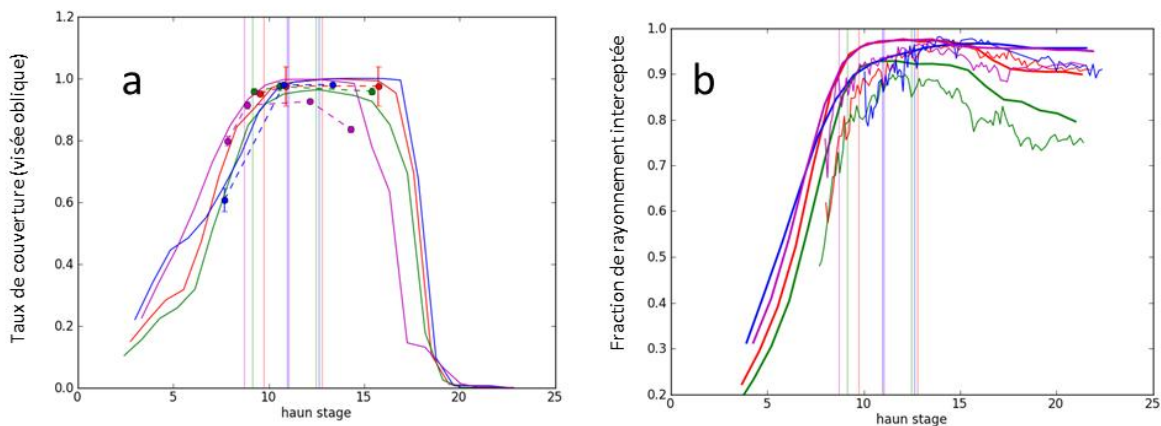 Taux de couverture (visée oblique)
1.2
1.0
0.8
0.6
0.4
0.2
0.0
a
0 5 10 15 20 25
haun stage
Fraction de rayonnement interceptée
1.0
0.9
0.8
0.7
0.6
0.5
0.4
0.3
0.2
b
0 5 10 15 20
haun stage